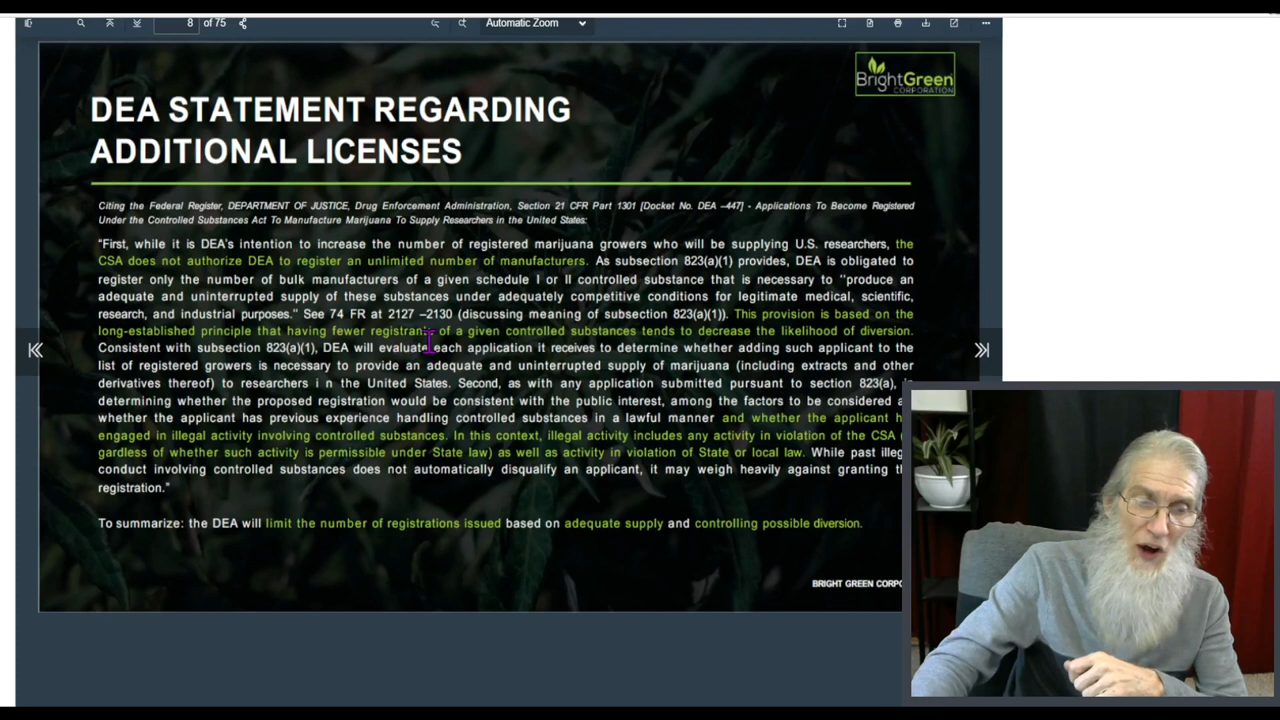 8 of 75
Automatic Zoom
BrightGreen
CORPORATION
DEA STATEMENT REGARDING
ADDITIONAL LICENSES
Citing the Federal Register, DEPARTMENT OF JUSTICE, Drug Enforcement Administration, Section 21 CFR Part 1301 [Docket No. DEA –447] - Applications To Become Registered
Under the Controlled Substances Act To Manufacture Marijuana To Supply Researchers in the United States:
"First, while it is DEA's intention to increase the number of registered marijuana growers who will be supplying U.S. researchers, the
CSA does not authorize DEA to register an unlimited number of manufacturers. As subsection 823(a)(1) provides, DEA is obligated to
register only the number of bulk manufacturers of a given schedule I or II controlled substance that is necessary to ''produce an
adequate and uninterrupted supply of these substances under adequately competitive conditions for legitimate medical, scientific,
research, and industrial purposes.'' See 74 FR at 2127 –2130 (discussing meaning of subsection 823(a)(1)). This provision is based on the
long-established principle that having fewer registrants of a given controlled substances tends to decrease the likelihood of diversion.
Consistent with subsection 823(a)(1), DEA will evaluate each application it receives to determine whether adding such applicant to the
list of registered growers is necessary to provide an adequate and uninterrupted supply of marijuana (including extracts and other
derivatives thereof) to researchers i n the United States. Second, as with any application submitted pursuant to section 823(a),
determining whether the proposed registration would be consistent with the public interest, among the factors to be considered
whether the applicant has previous experience handling controlled substances in a lawful manner and whether the applicant
engaged in illegal activity involving controlled substances. In this context, illegal activity includes any activity in violation of the CSA
gardless of whether such activity is permissible under State law) as well as activity in violation of State or local law. While past illeg
conduct involving controlled substances does not automatically disqualify an applicant, it may weigh heavily against granting
registration."
To summarize: the DEA will limit the number of registrations issued based on adequate supply and controlling possible diversion.
BRIGHT GREEN CORPO